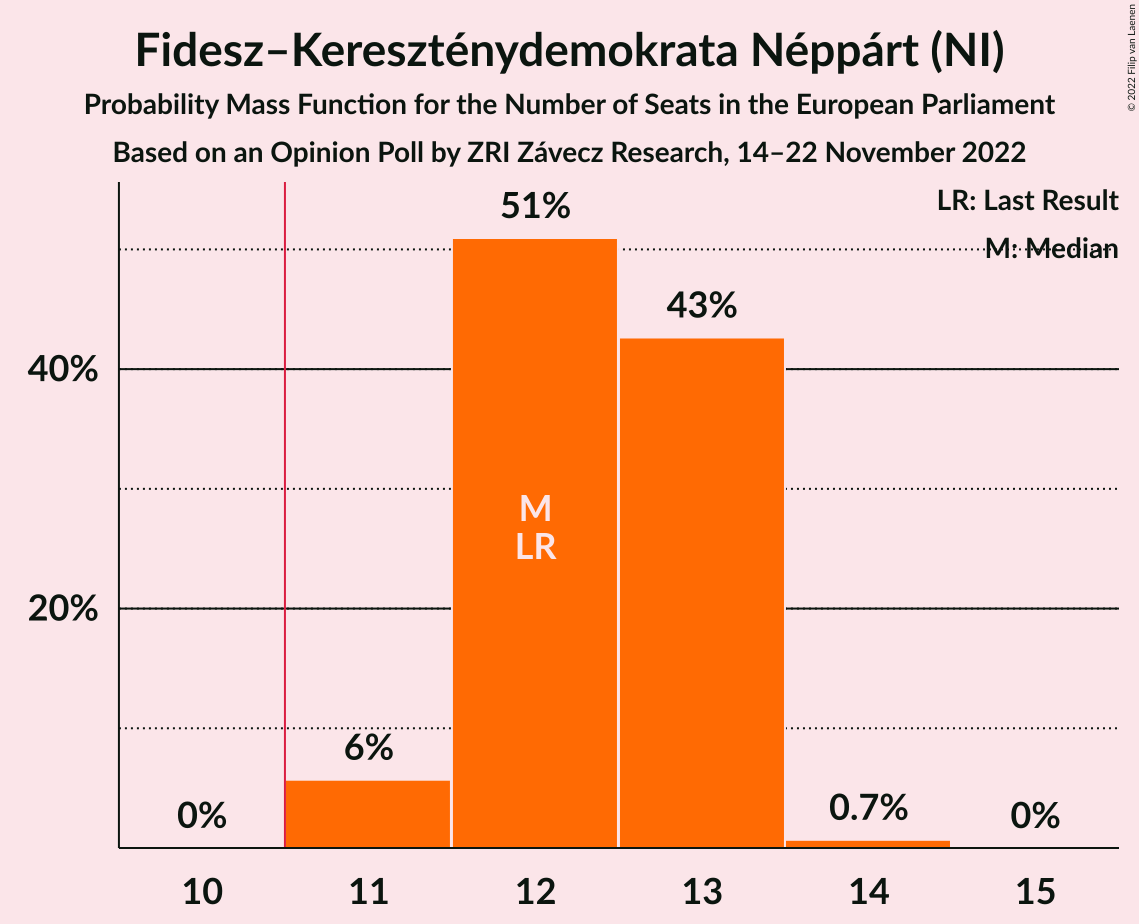 Fidesz–Kereszténydemokrata Néppárt (NI)
Probability Mass Function for the Number of Seats in the European Parliament
Based on an Opinion Poll by ZRI Závecz Research, 14–22 November 2022
© 2022 Filip van Laenen
LR: Last Result
M: Median
51%
43%
40%
M
LR
20%
6%
0%
0.7%
0%
10
11
12
13
14
15